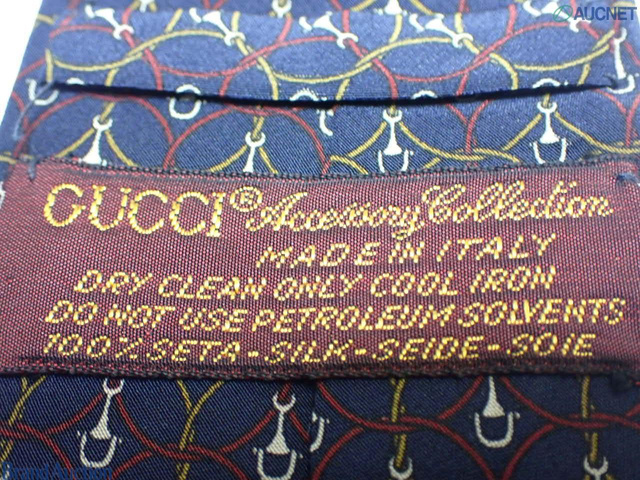 AUCNET
GUCCI® Accessory Collection
MADE IN ITALY
DRY CLEAN ONLY COOL IRON
DO NOT USE PETROLEUM SOLVENTS
100% SETA-SILK-SEIDE-SOIE